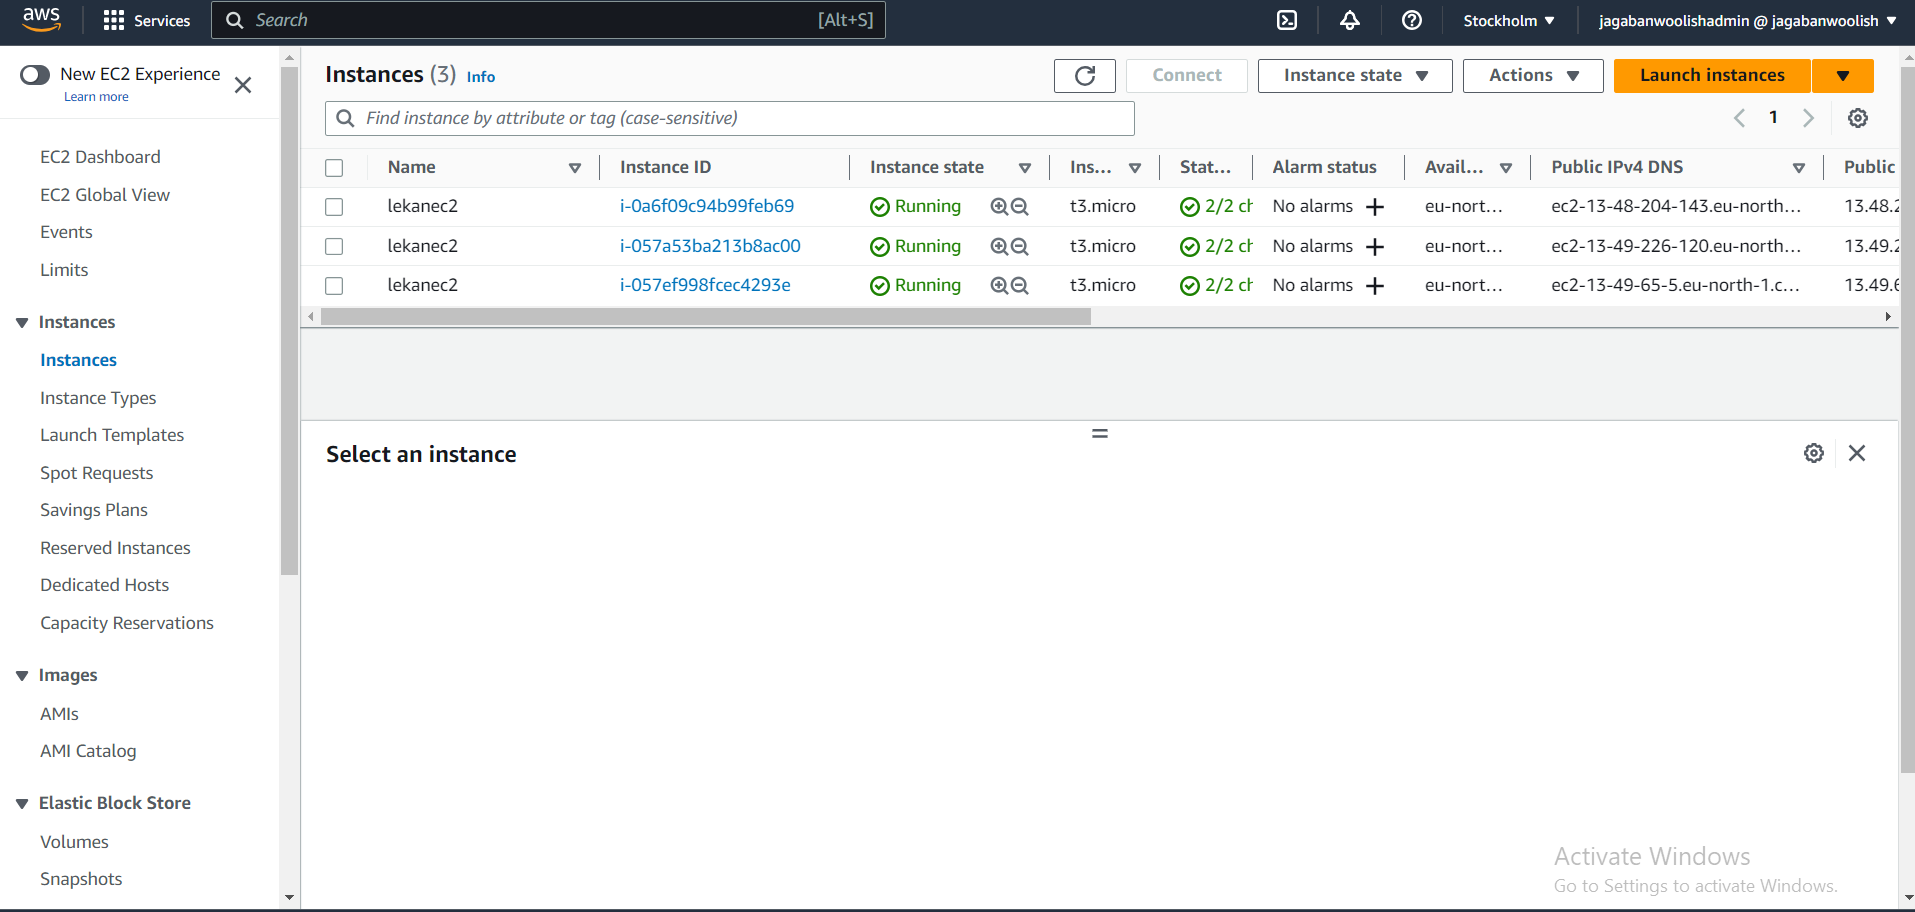 aws
Services
Search
[Alt+S]
Stockholm
jagabanwoolishadmin @ jagabanwoolish
New EC2 Experience
Learn more
EC2 Dashboard
EC2 Global View
Events
Limits
Instances
Instances
Instance Types
Launch Templates
Spot Requests
Savings Plans
Reserved Instances
Dedicated Hosts
Capacity Reservations
Images
AMIs
AMI Catalog
Elastic Block Store
Volumes
Snapshots
Instances (3) Info
Connect
Instance state
Actions
Launch instances
Find instance by attribute or tag (case-sensitive)
1
Name Instance ID Instance state Ins... Stat... Alarm status Avail... Public IPv4 DNS Public
lekanec2 i-0a6f09c94b99feb69 Running t3.micro 2/2 ch No alarms eu-nort... ec2-13-48-204-143.eu-north... 13.48.2
lekanec2 i-057a53ba213b8ac00 Running t3.micro 2/2 ch No alarms eu-nort... ec2-13-49-226-120.eu-north... 13.49.2
lekanec2 i-057ef998fcec4293e Running t3.micro 2/2 ch No alarms eu-nort... ec2-13-49-65-5.eu-north-1.c... 13.49.6
Select an instance
Activate Windows
Go to Settings to activate Windows.